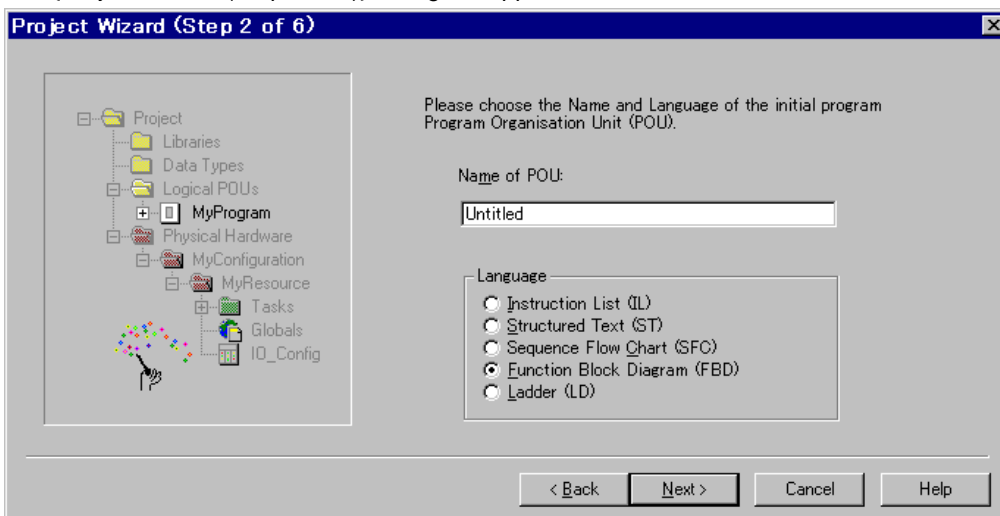 Project Wizard (Step 2 of 6)
Project
Libraries
Data Types
Logical POUs
MyProgram
Physical Hardware
MyConfiguration
MyResource
Tasks
Globals
IO_Config
Please choose the Name and Language of the initial program
Program Organisation Unit (POU).
Name of POU:
Untitled
Language
Instruction List (IL)
Structured Text (ST)
Sequence Flow Chart (SFC)
Function Block Diagram (FBD)
Ladder (LD)
< Back Next > Cancel Help